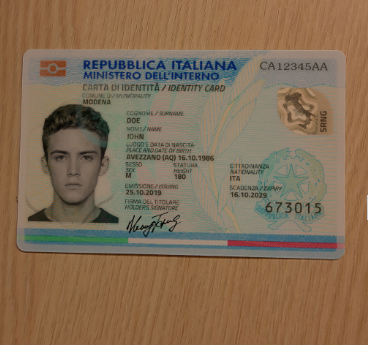 REPUBBLICA ITALIANA
CA12345AA
MINISTERO DELL'INTERNO
CARTA DI IDENTITÀ / IDENTITY CARD
COMUNE DI / MUNICIPALITY
MODENA
COGNOME / SURNAME
DOE
NOME / NAME
JOHN
LUOGO E DATA DI NASCITA
PLACE AND DATE OF BIRTH
AVEZZANO (AQ) 16.10.1986
SESSO
SEX
M
STATURA
HEIGHT
180
CITTADINANZA
NATIONALITY
ITA
EMISSIONE / ISSUING
25.10.2019
SCADENZA / EXPIRY
16.10.2029
FIRMA DEL TITOLARE
HOLDER'S SIGNATURE
673015